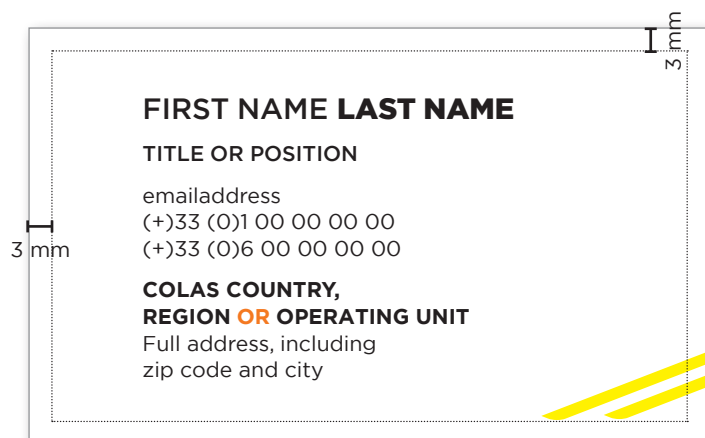 3 mm
FIRST NAME LAST NAME
TITLE OR POSITION
emailaddress
(+)33 (0)1 00 00 00 00
(+)33 (0)6 00 00 00 00
3 mm
COLAS COUNTRY,
REGION OR OPERATING UNIT
Full address, including
zip code and city